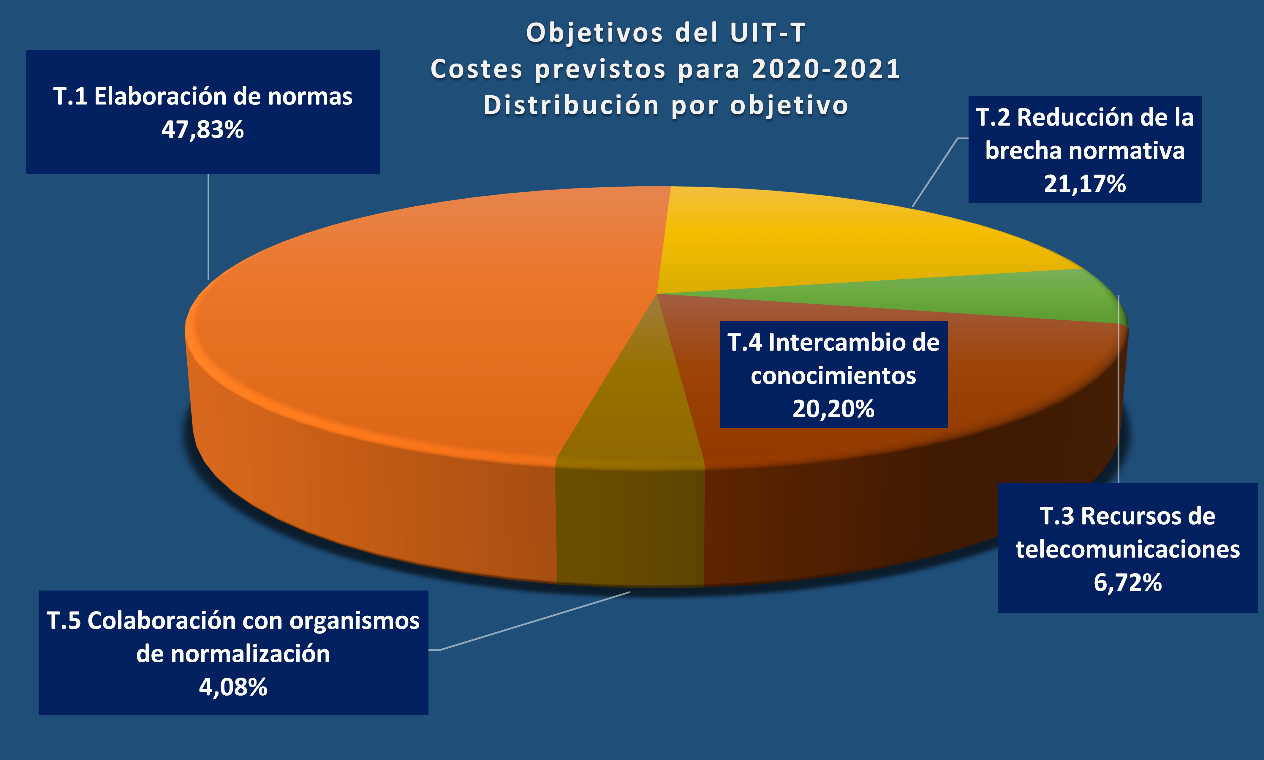 Objetivos del UIT-T
Costes previstos para 2020-2021
Distribución por objetivo
T.1 Elaboración de normas
47,83%
T.2 Reducción de la
brecha normativa
21,17%
T.4 Intercambio de
conocimientos
20,20%
T.3 Recursos de
telecomunicaciones
6,72%
T.5 Colaboración con organismos
de normalización
4,08%